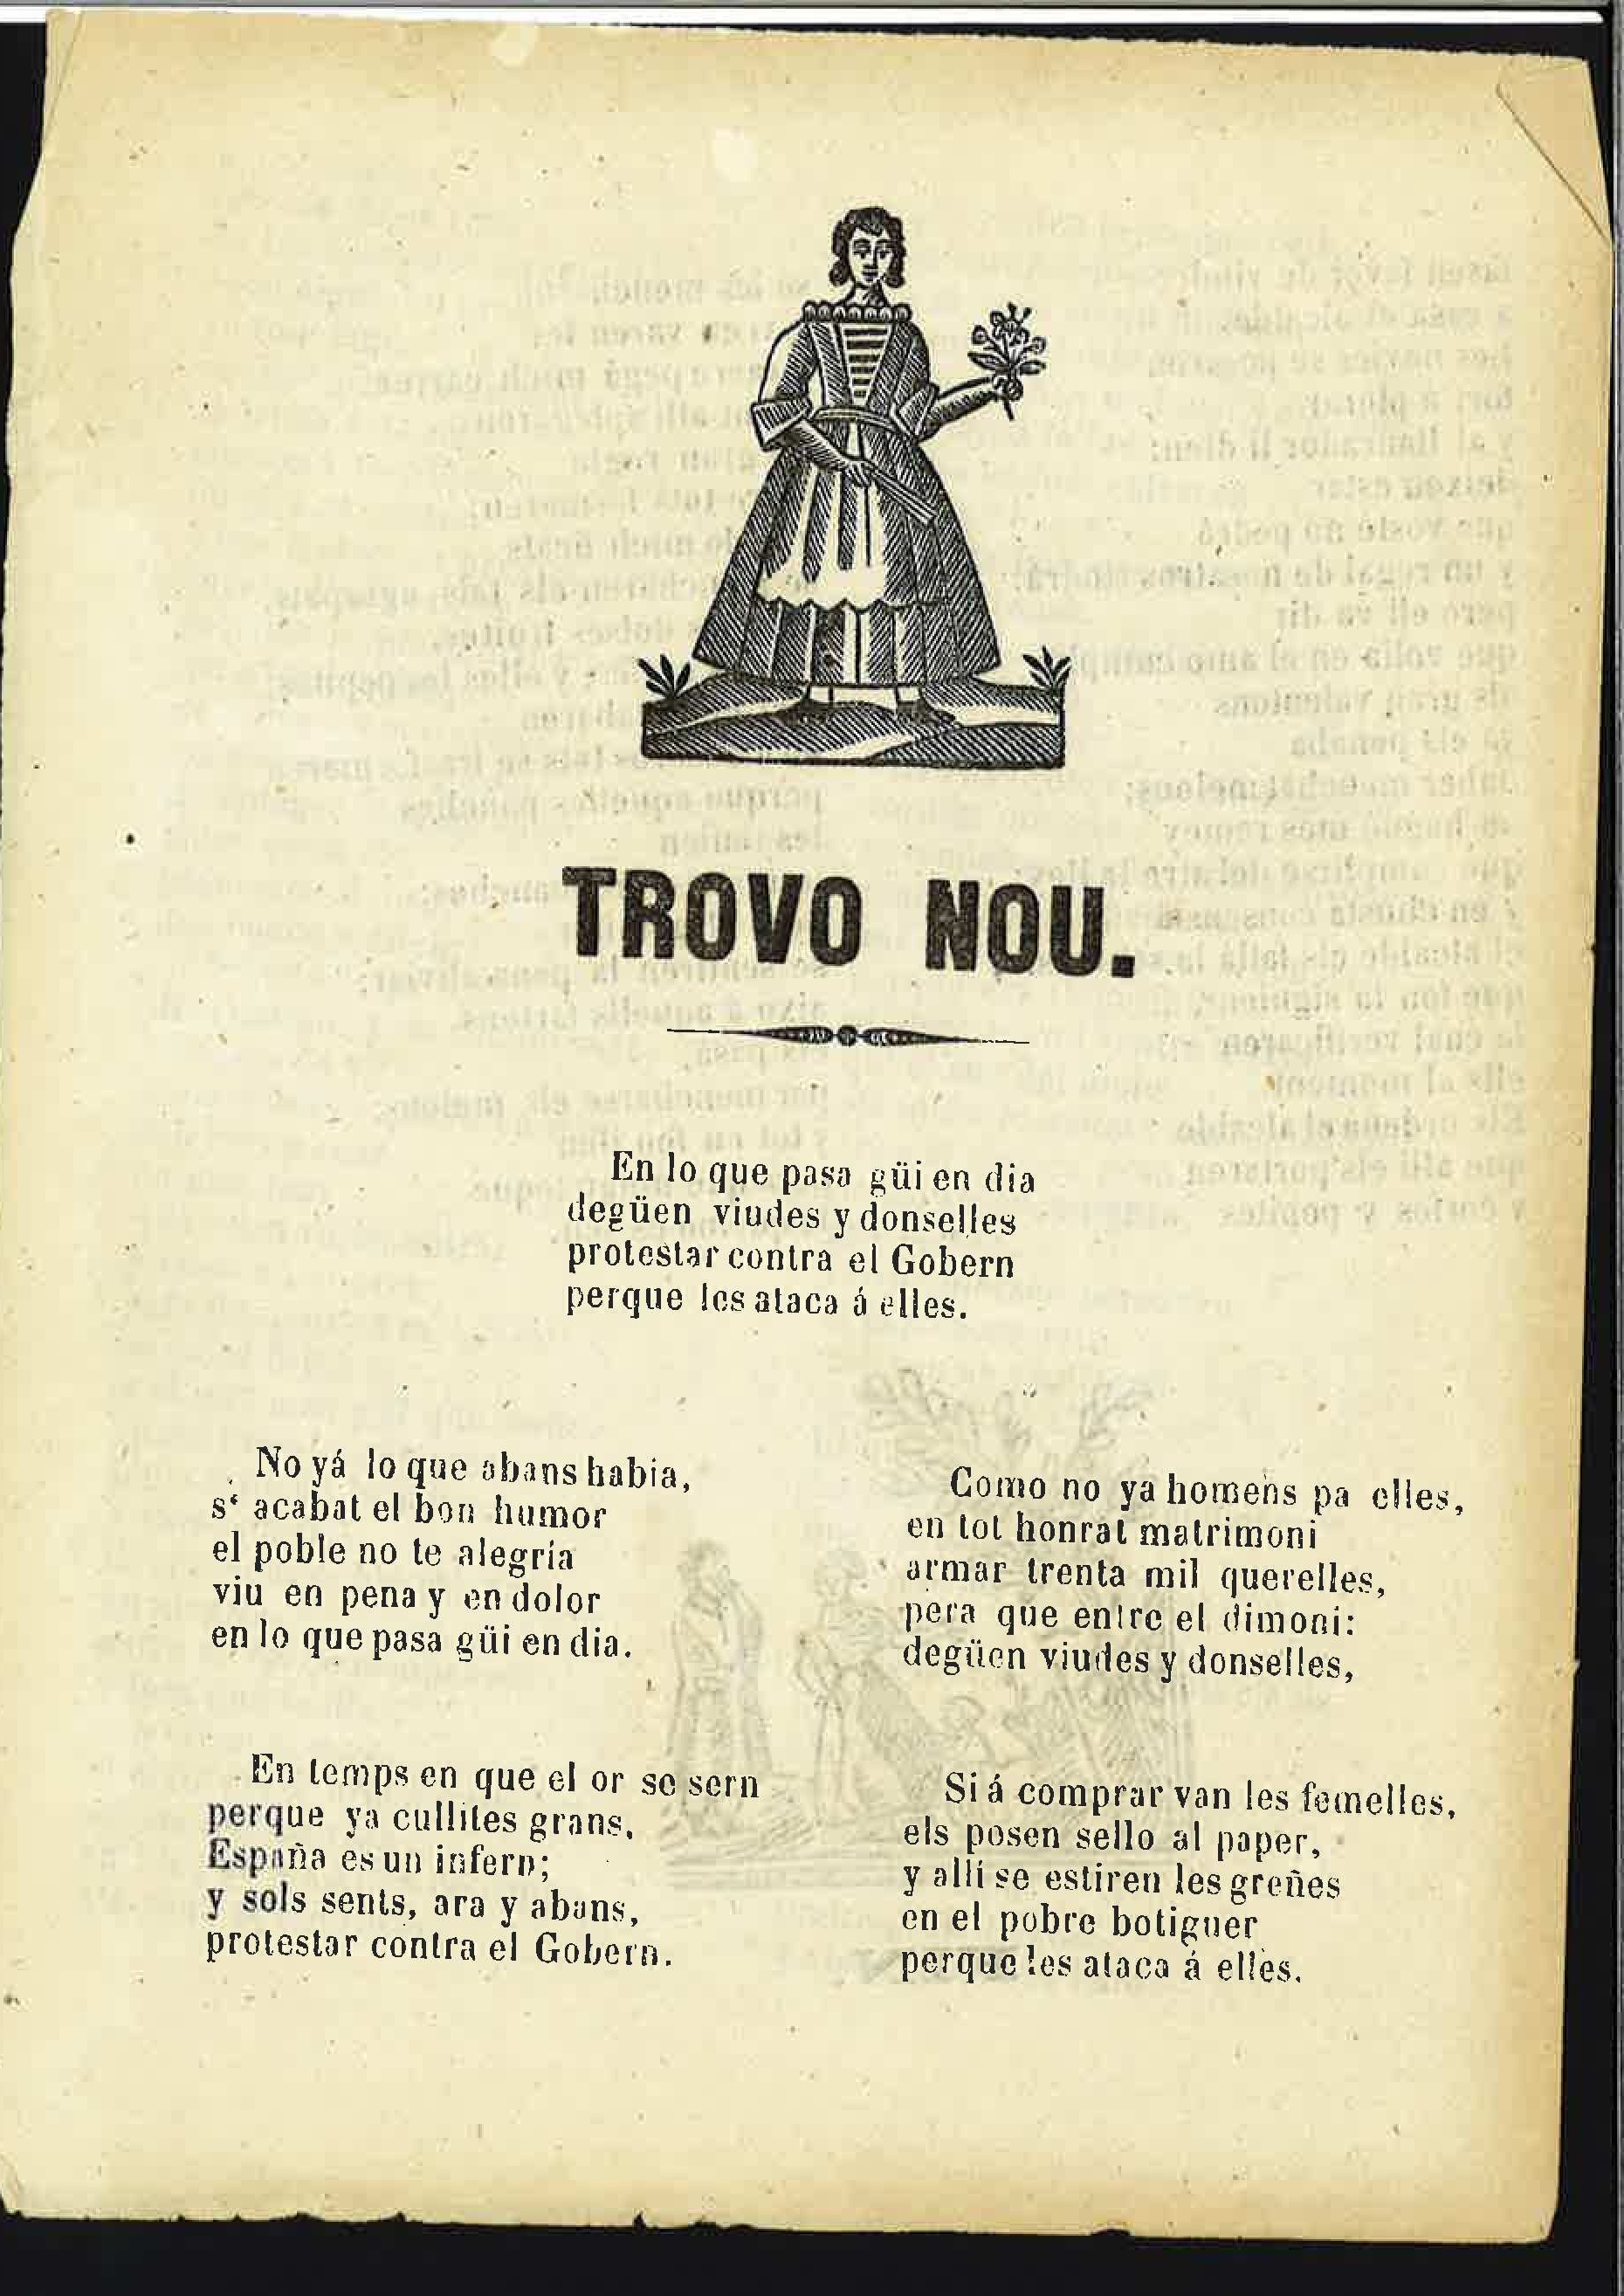 TROVO NOU.
En lo que pasa güi en dia
degüen viudes y donselles
protestar contra el Gobern
perque les ataca á elles.
No yá lo que abans habia,
s‘ acabat el bon humor
el poble no te alegría
viu en pena y en dolor
en lo que pasa güi en dia.
En temps en que el or se sern
perque ya cullites grans,
España es un infern;
y sols sents, ara y abans,
protestar contra el Gobern.
Como no ya homens pa elles,
en tot honrat matrimoni
armar trenta mil querelles,
pera que entre el dimoni:
degüen viudes y donselles,
Si á comprar van les femelles,
els posen sello al paper,
y allí se estiren les greñes
en el pobre botiguer
perque les ataca á elles.